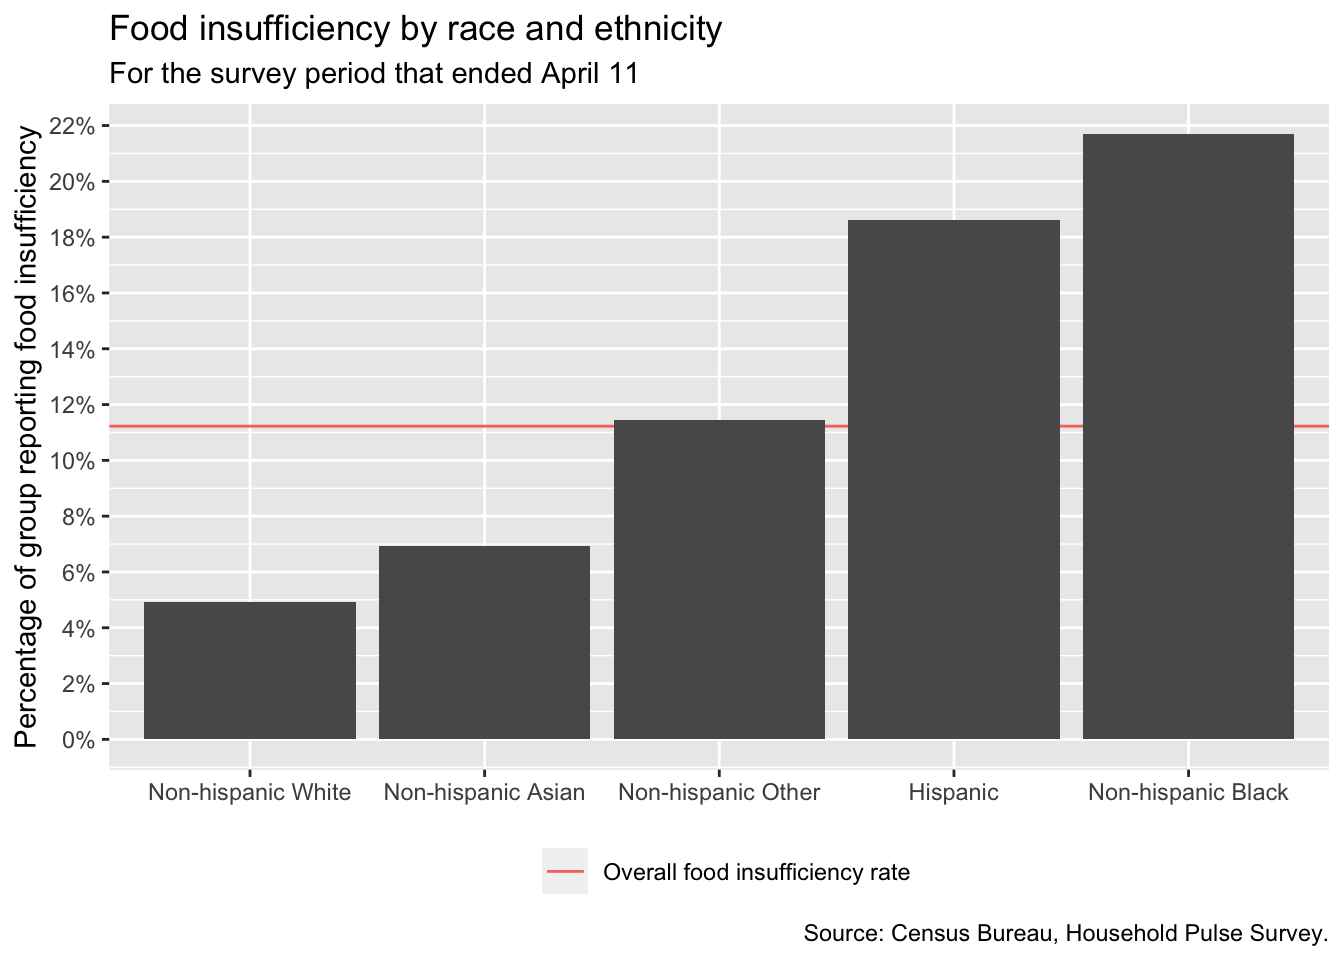 Food insufficiency by race and ethnicity
For the survey period that ended April 11
Percentage of group reporting food insufficiency
22%
20%
18%
16%
14%
12%
10%
8%
6%
4%
2%
0%
Non-hispanic White Non-hispanic Asian Non-hispanic Other Hispanic Non-hispanic Black
Overall food insufficiency rate
Source: Census Bureau, Household Pulse Survey.